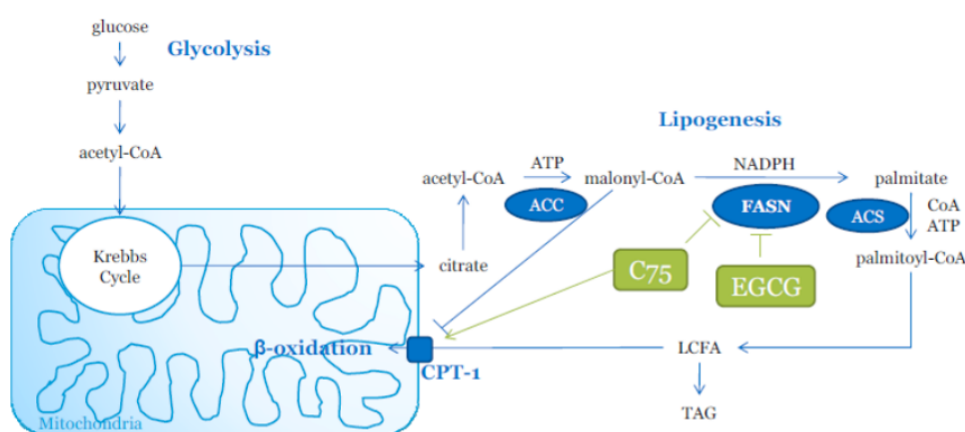 glucose
Glycolysis
pyruvate
acetyl-CoA
Lipogenesis
acetyl-CoA
ATP
malonyl-CoA
NADPH
palmitate
ACC
FASN
ACS
CoA
ATP
Krebbs
Cycle
citrate
C75
EGCG
palmitoyl-CoA
β-oxidation
CPT-1
LCFA
TAG
Mitochondria